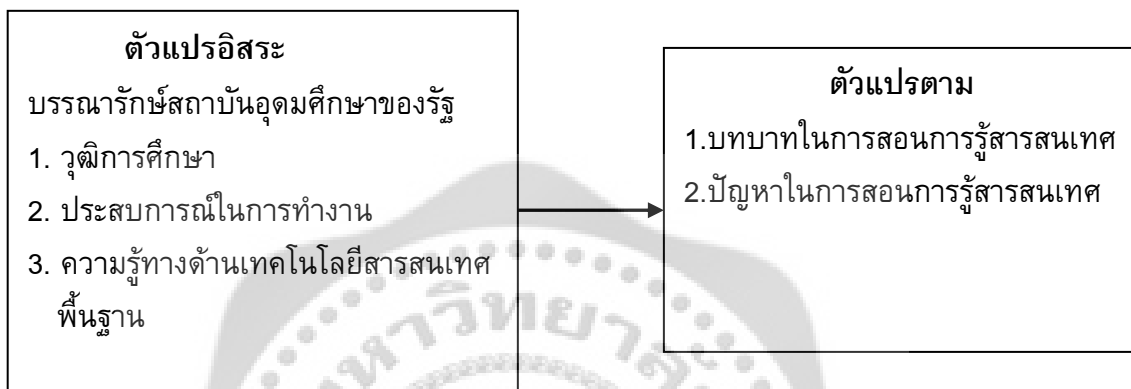 ตัวแปรอิสระ
บรรณารักษ์สถาบันอุดมศึกษาของรัฐ
1. วุฒิการศึกษา
2. ประสบการณ์ในการทำงาน
3. ความรู้ทางด้านเทคโนโลยีสารสนเทศ
พื้นฐาน
ตัวแปรตาม
1.บทบาทในการสอนการรู้สารสนเทศ
2.ปัญหาในการสอนการรู้สารสนเทศ